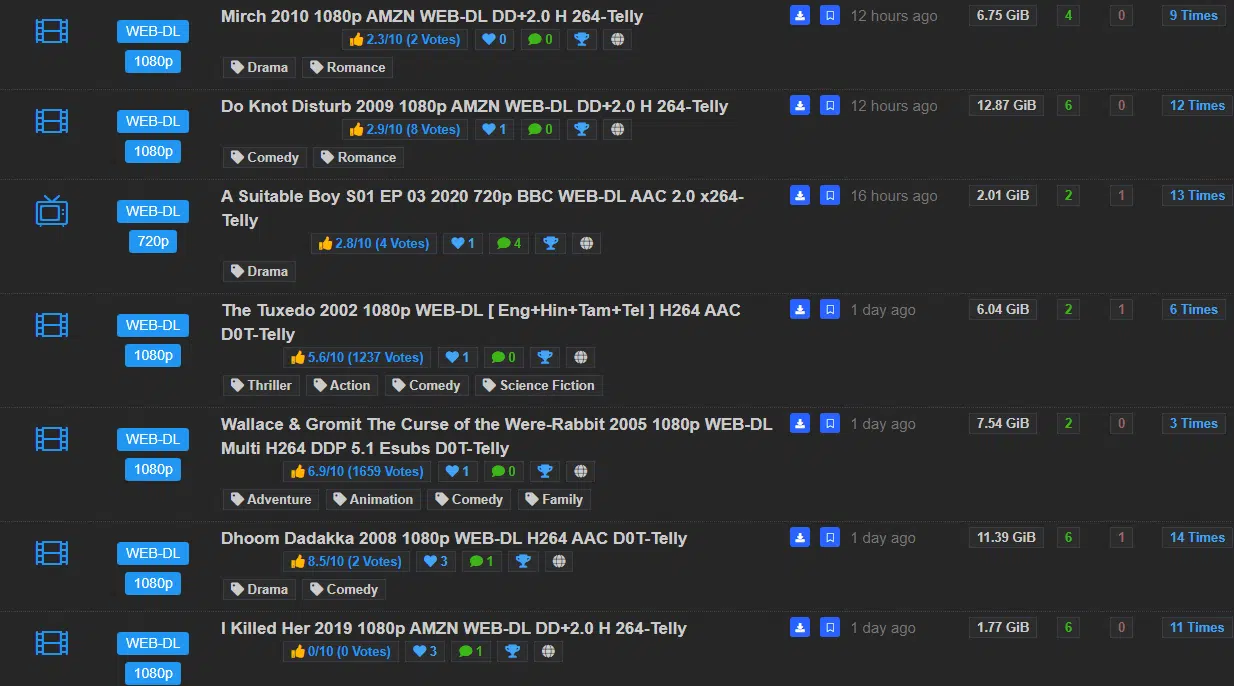 Mirch 2010 1080p AMZN WEB-DL DD+2.0 H 264-Telly
WEB-DL
12 hours ago 6.75 GiB 4 0 9 Times
2.3/10 (2 Votes) 0 0
1080p
Drama Romance
Do Knot Disturb 2009 1080p AMZN WEB-DL DD+2.0 H 264-Telly
WEB-DL
12 hours ago 12.87 GiB 6 0 12 Times
2.9/10 (8 Votes) 1 0
1080p
Comedy Romance
A Suitable Boy S01 EP 03 2020 720p BBC WEB-DL AAC 2.0 x264-
Telly
WEB-DL
16 hours ago 2.01 GiB 2 1 13 Times
720p
2.8/10 (4 Votes) 1 4
Drama
The Tuxedo 2002 1080p WEB-DL [ Eng+Hin+Tam+Tel ] H264 AAC
D0T-Telly
WEB-DL
1 day ago 6.04 GiB 2 1 6 Times
1080p
5.6/10 (1237 Votes) 1 0
Thriller Action Comedy Science Fiction
Wallace & Gromit The Curse of the Were-Rabbit 2005 1080p WEB-DL
Multi H264 DDP 5.1 Esubs D0T-Telly
WEB-DL
1 day ago 7.54 GiB 2 0 3 Times
1080p
6.9/10 (1659 Votes) 1 0
Adventure Animation Comedy Family
Dhoom Dadakka 2008 1080p WEB-DL H264 AAC D0T-Telly
WEB-DL
1 day ago 11.39 GiB 6 1 14 Times
8.5/10 (2 Votes) 3 1
1080p
Drama Comedy
I Killed Her 2019 1080p AMZN WEB-DL DD+2.0 H 264-Telly
WEB-DL
1 day ago 1.77 GiB 6 0 11 Times
0/10 (0 Votes) 3 1
1080p